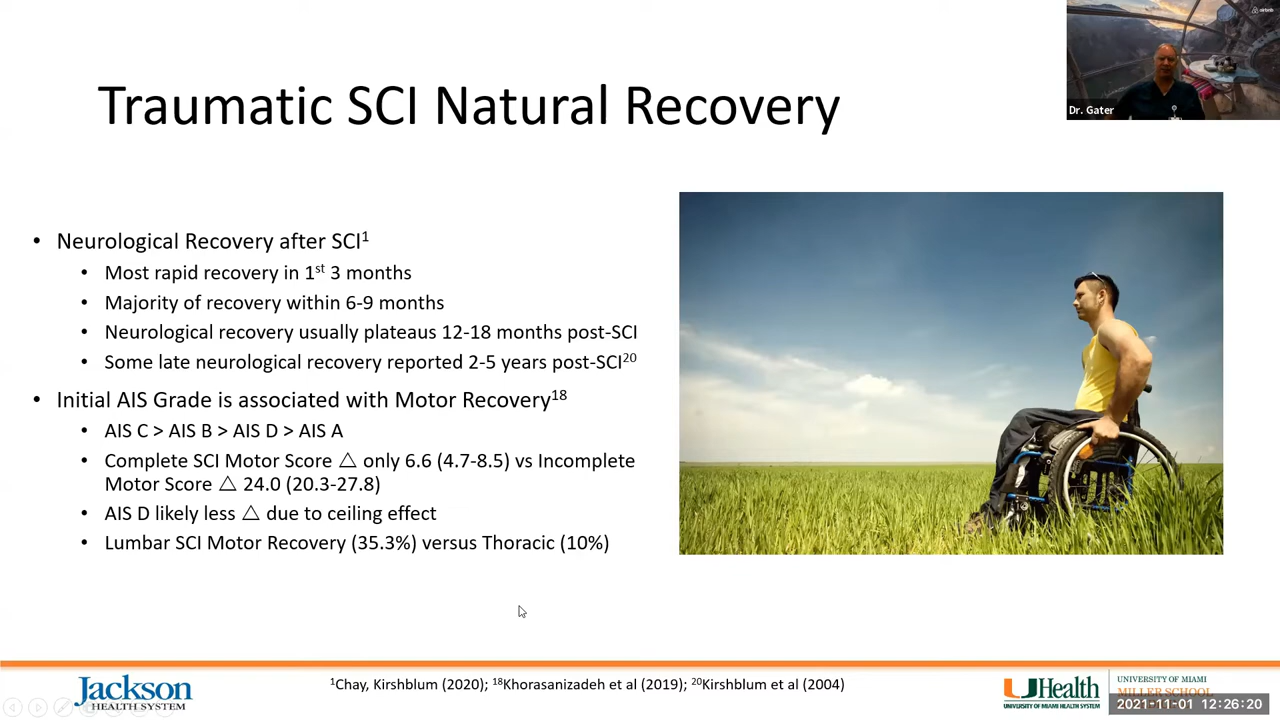 airbnb
Dr. Gater
Traumatic SCI Natural Recovery
• Neurological Recovery after SCI¹
• Most rapid recovery in 1ˢᵗ 3 months
• Majority of recovery within 6-9 months
• Neurological recovery usually plateaus 12-18 months post-SCI
• Some late neurological recovery reported 2-5 years post-SCI²⁰
• Initial AIS Grade is associated with Motor Recovery¹⁸
• AIS C > AIS B > AIS D > AIS A
• Complete SCI Motor Score △ only 6.6 (4.7-8.5) vs Incomplete
Motor Score △ 24.0 (20.3-27.8)
• AIS D likely less △ due to ceiling effect
• Lumbar SCI Motor Recovery (35.3%) versus Thoracic (10%)
Jackson
HEALTH SYSTEM
¹Chay, Kirshblum (2020); ¹⁸Khorasanizadeh et al (2019); ²⁰Kirshblum et al (2004)
UHealth
UNIVERSITY OF MIAMI HEALTH SYSTEM
UNIVERSITY OF MIAMI
MILLER SCHOOL
2021-11-01 12:26:20